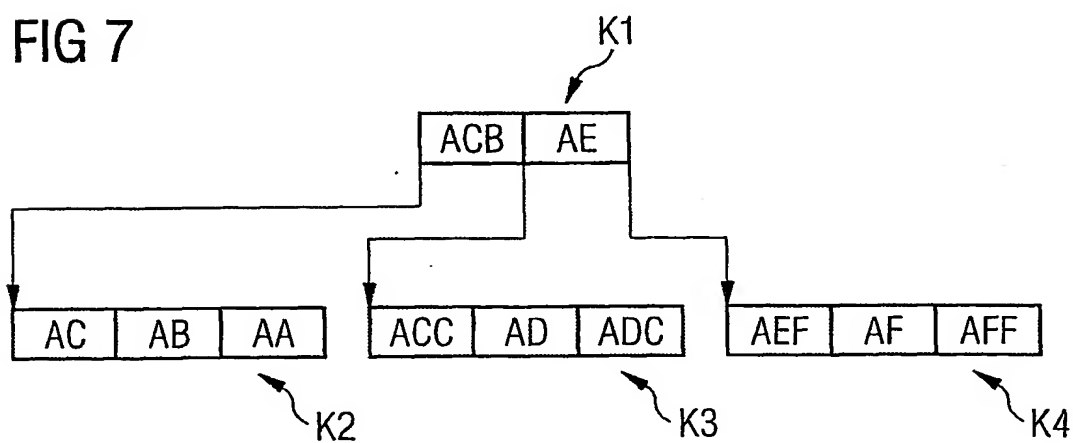 FIG 7
K1
ACB AE
AC AB AA
ACC AD ADC
AEF AF AFF
K2
K3
K4